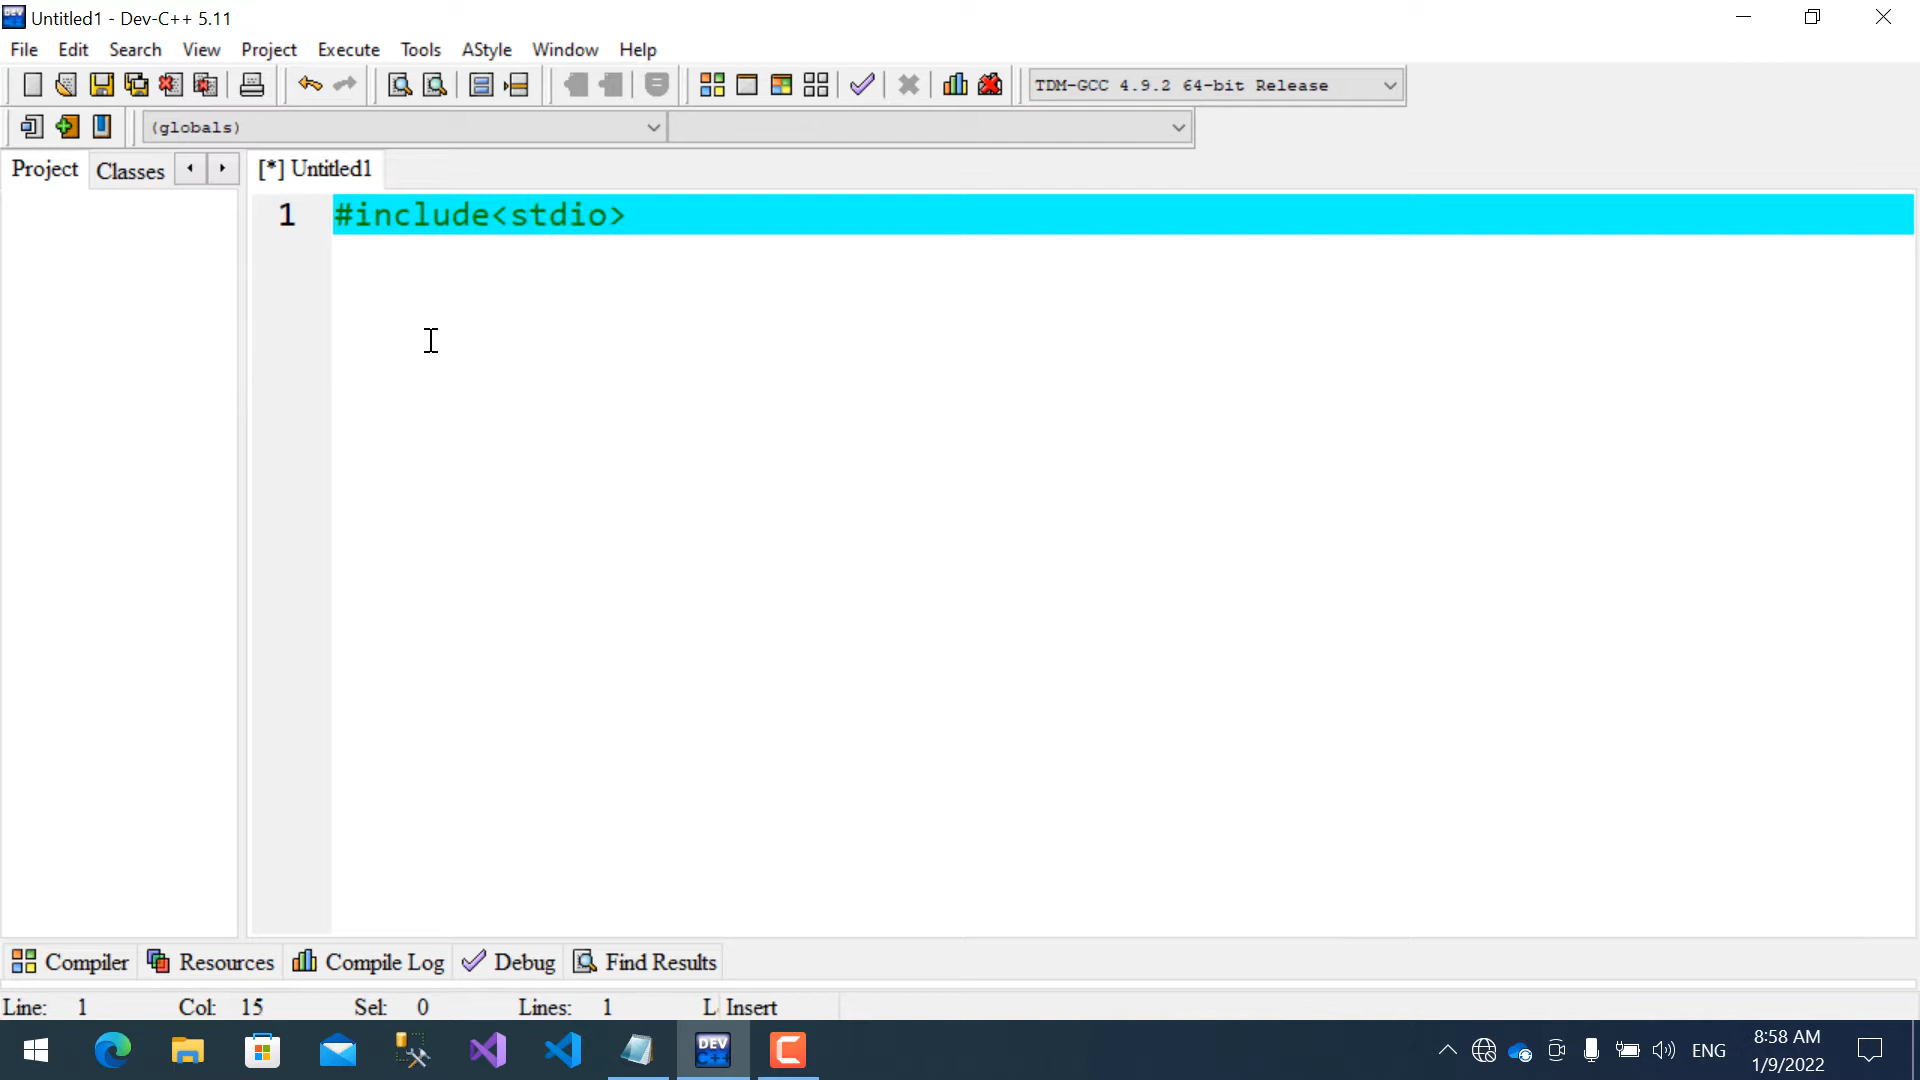 Untitled1 - Dev-C++ 5.11
File Edit Search View Project Execute Tools AStyle Window Help
TDM-GCC 4.9.2 64-bit Release
(globals)
Project Classes [*] Untitled1
1 #include<stdio>
Compiler Resources Compile Log Debug Find Results
Line: 1 Col: 15 Sel: 0 Lines: 1 L Insert
DEV C++ ENG 8:58 AM
1/9/2022